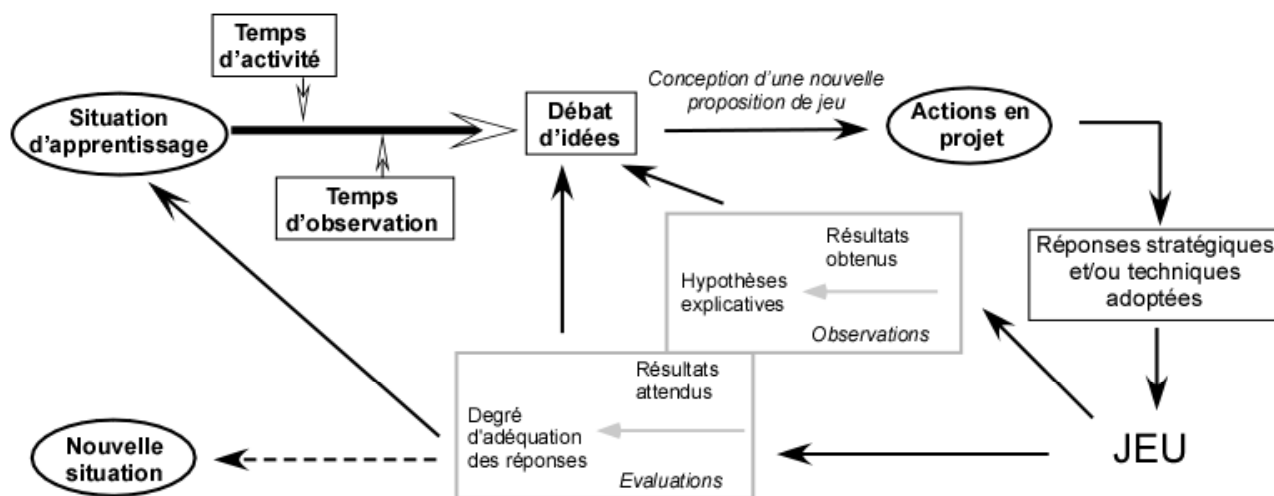 Temps
d'activité
Situation
d'apprentissage
Temps
d'observation
Débat
d'idées
Conception d'une nouvelle
proposition de jeu
Actions en
projet
Réponses stratégiques
et/ou techniques
adoptées
Résultats
obtenus
Hypothèses
explicatives
Observations
Résultats
attendus
Degré
d'adéquation
des réponses
Evaluations
JEU
Nouvelle
situation